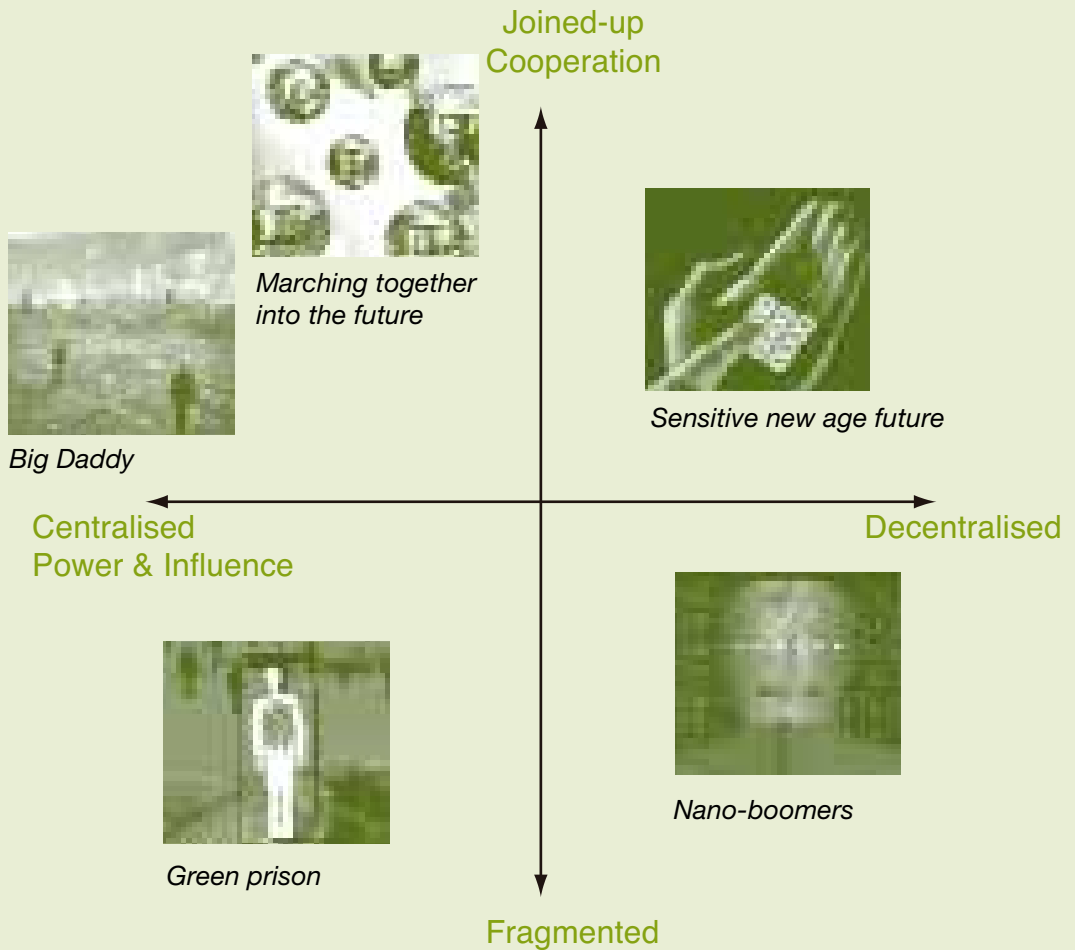 Joined-up
Cooperation
Marching together
into the future
Sensitive new age future
Big Daddy
Centralised
Power & Influence
Decentralised
Nano-boomers
Green prison
Fragmented